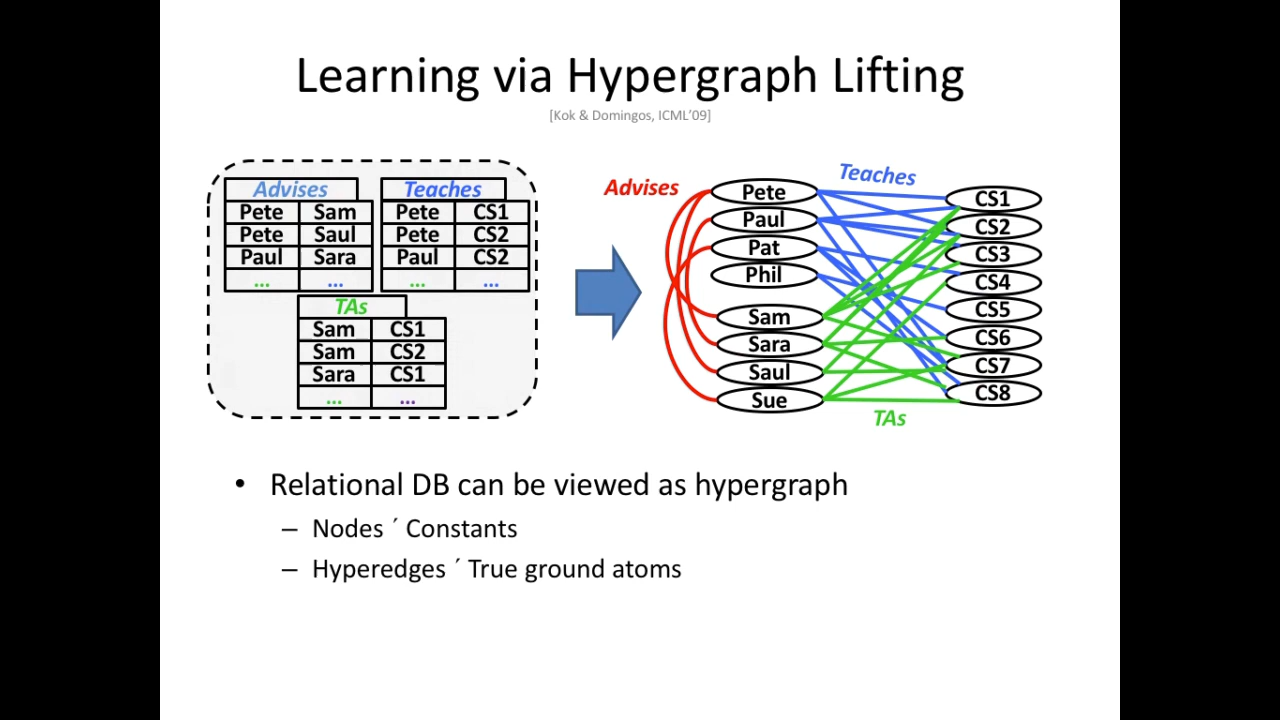 Learning via Hypergraph Lifting
[Kok & Domingos, ICML'09]
Advises
Pete Sam
Pete Saul
Paul Sara
... ...
Teaches
Pete CS1
Pete CS2
Paul CS2
... ...
TAs
Sam CS1
Sam CS2
Sara CS1
... ...
Advises
Teaches
Pete
Paul
Pat
Phil
Sam
Sara
Saul
Sue
CS1
CS2
CS3
CS4
CS5
CS6
CS7
CS8
TAs
• Relational DB can be viewed as hypergraph
– Nodes ´ Constants
– Hyperedges ´ True ground atoms